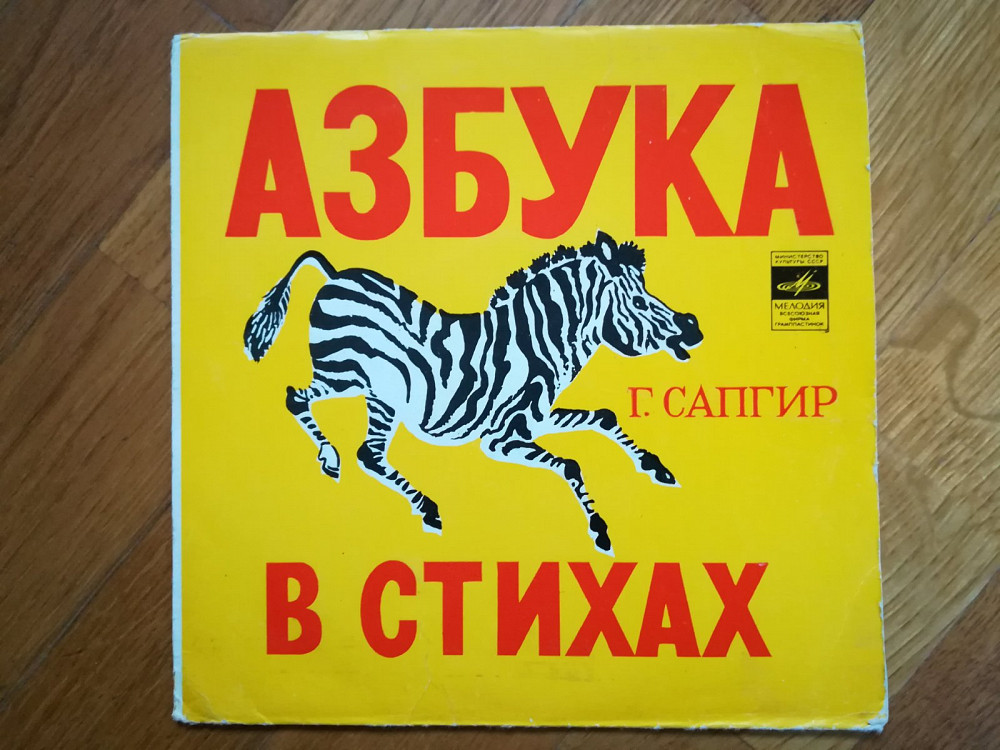 АЗБУКА
МИНИСТЕРСТВО
КУЛЬТУРЫ СССР
МЕЛОДИЯ
ВСЕСОЮЗНАЯ
ФИРМА
ГРАМПЛАСТИНОК
Г. САПГИР
В СТИХАХ